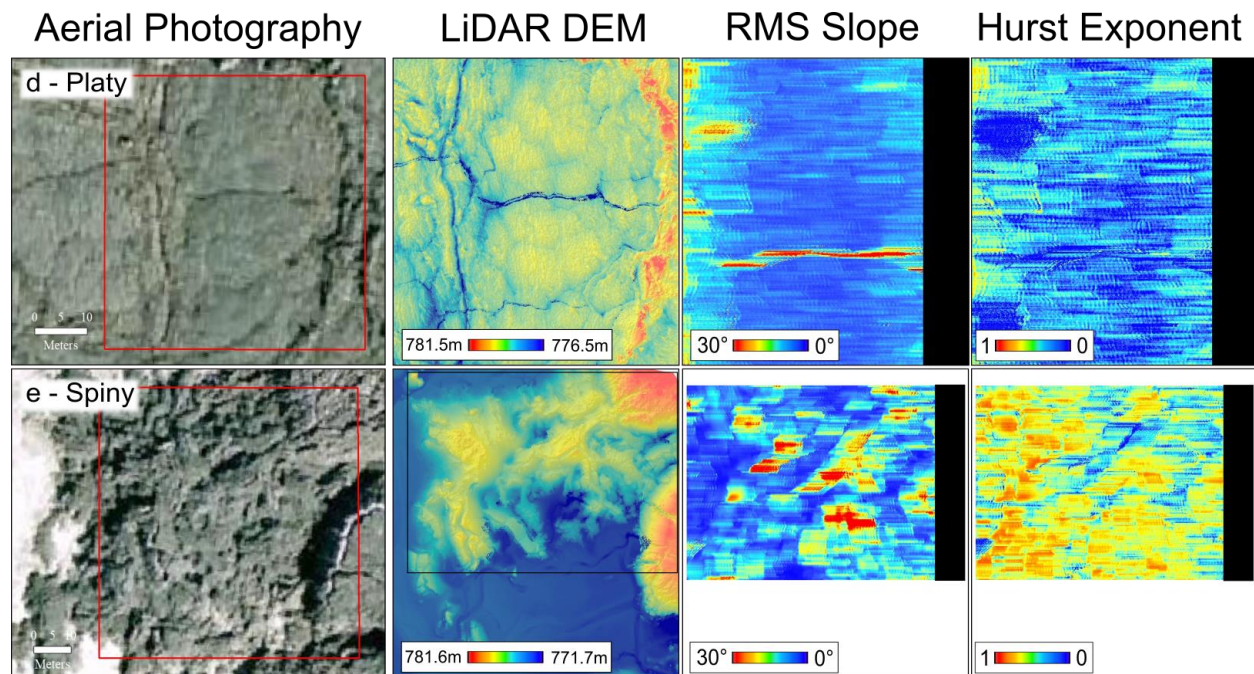 Aerial Photography LiDAR DEM RMS Slope Hurst Exponent
d - Platy
0 5 10
Meters
781.5m 776.5m
30° 0°
1 0
e - Spiny
0 5 10
Meters
781.6m 771.7m
30° 0°
1 0